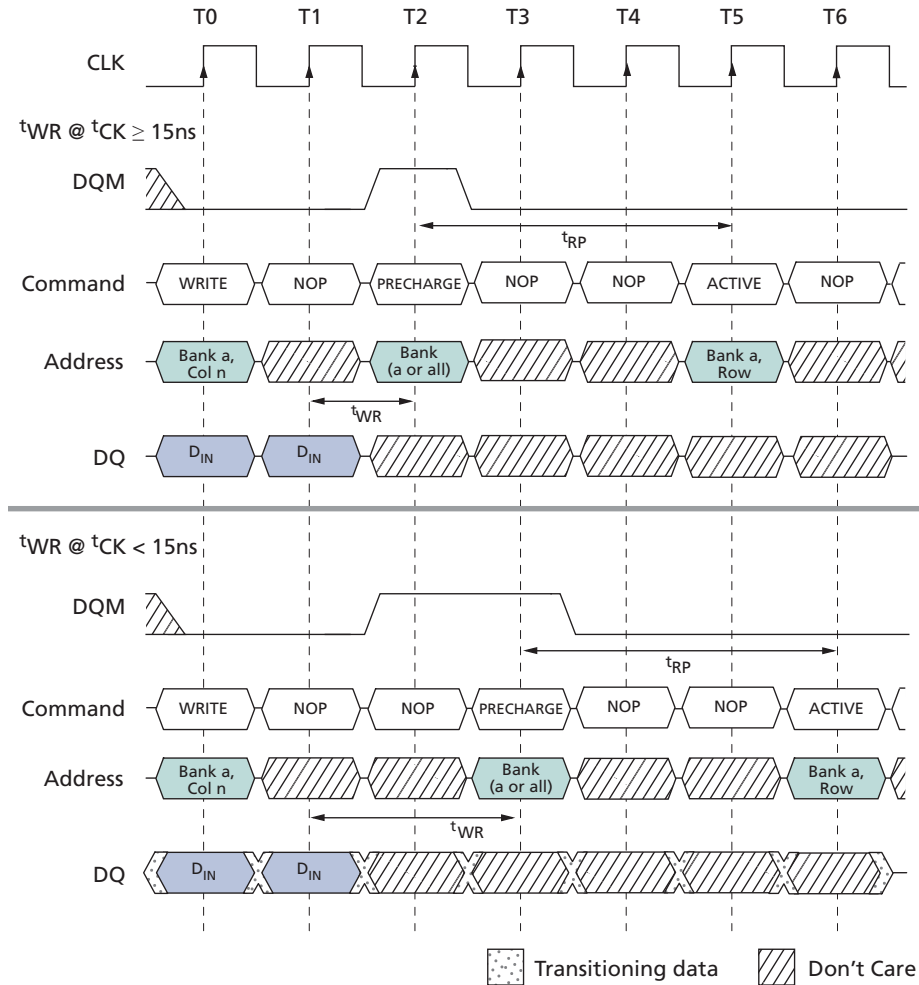 T0 T1 T2 T3 T4 T5 T6
CLK
tWR @ tCK ≥ 15ns
DQM
tRP
Command WRITE NOP PRECHARGE NOP NOP ACTIVE NOP
Address Bank a, Col n Bank (a or all) Bank a, Row
tWR
DQ DIN DIN
tWR @ tCK < 15ns
DQM
tRP
Command WRITE NOP NOP PRECHARGE NOP NOP ACTIVE
Address Bank a, Col n Bank (a or all) Bank a, Row
tWR
DQ DIN DIN
Transitioning data Don't Care